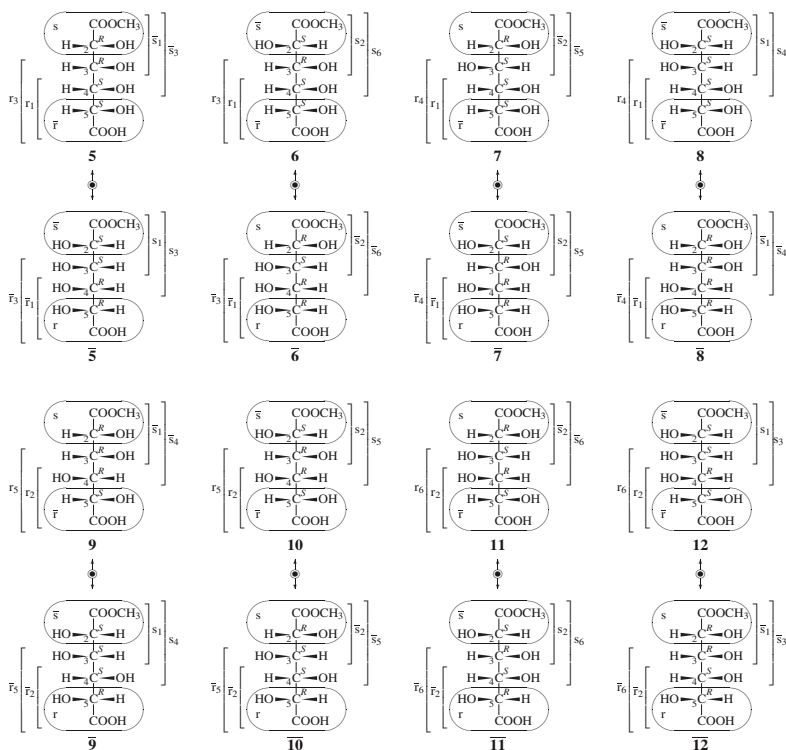 s COOCH3
H 2 C R OH s̄1 s̄3
H 3 C R OH
r3 r1 H 4 C S OH
H 5 C S OH
r̄ COOH
5
s̄ COOCH3
HO 2 C S H s2 s6
H 3 C R OH
r3 r1 H 4 C S OH
H 5 C S OH
r̄ COOH
6
s COOCH3
H 2 C R OH s̄2 s̄5
HO 3 C S H
r4 r1 H 4 C S OH
H 5 C S OH
r̄ COOH
7
s̄ COOCH3
HO 2 C S H s1 s4
HO 3 C S H
r4 r1 H 4 C S OH
H 5 C S OH
r̄ COOH
8
s̄ COOCH3
HO 2 C S H s1 s3
HO 3 C S H
r̄3 r̄1 HO 4 C R H
HO 5 C R H
r COOH
5̄
s COOCH3
H 2 C R OH s̄2 s̄6
HO 3 C S H
r̄3 r̄1 HO 4 C R H
HO 5 C R H
r COOH
6̄
s̄ COOCH3
HO 2 C S H s2 s5
H 3 C R OH
r̄4 r̄1 HO 4 C R H
HO 5 C R H
r COOH
7̄
s COOCH3
H 2 C R OH s̄1 s̄4
H 3 C R OH
r̄4 r̄1 HO 4 C R H
HO 5 C R H
r COOH
8̄
s COOCH3
H 2 C R OH s̄1 s̄4
H 3 C R OH
r5 r2 HO 4 C R H
H 5 C S OH
r̄ COOH
9
s̄ COOCH3
HO 2 C S H s2 s5
H 3 C R OH
r5 r2 HO 4 C R H
H 5 C S OH
r̄ COOH
10
s COOCH3
H 2 C R OH s̄2 s̄6
HO 3 C S H
r6 r2 HO 4 C R H
H 5 C S OH
r̄ COOH
11
s̄ COOCH3
HO 2 C S H s1 s3
HO 3 C S H
r6 r2 HO 4 C R H
H 5 C S OH
r̄ COOH
12
s̄ COOCH3
HO 2 C S H s1 s4
HO 3 C S H
r̄5 r̄2 H 4 C S OH
HO 5 C R H
r COOH
9̄
s COOCH3
H 2 C R OH s̄2 s̄5
HO 3 C S H
r̄5 r̄2 H 4 C S OH
HO 5 C R H
r COOH
1̄0̄
s̄ COOCH3
HO 2 C S H s2 s6
H 3 C R OH
r̄6 r̄2 H 4 C S OH
HO 5 C R H
r COOH
1̄1̄
s COOCH3
H 2 C R OH s̄1 s̄3
H 3 C R OH
r̄6 r̄2 H 4 C S OH
HO 5 C R H
r COOH
1̄2̄